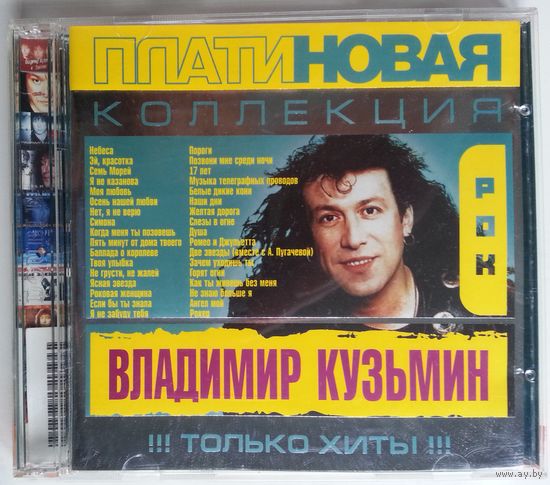 ПЛАТИНОВАЯ
КОЛЛЕКЦИЯ
Небеса
Эй, красотка
Семь Морей
Я не казанова
Моя любовь
Осень нашей любви
Нет, я не верю
Симона
Когда меня ты позовешь
Пять минут от дома твоего
Баллада о королеве
Твоя улыбка
Не грусти, не жалей
Ясная звезда
Роковая женщина
Если бы ты знала
Я не забуду тебя
Пороги
Позвони мне среди ночи
17 лет
Музыка телеграфных проводов
Белые дикие кони
Наши дни
Желтая дорога
Слезы в огне
Душа
Ромео и Джульетта
Две звезды (вместе с А. Пугачевой)
Зачем уходишь ты
Горят огни
Как ты живешь без меня
Не знаю больше я
Ангел мой
Рокер
РОК
ВЛАДИМИР КУЗЬМИН
!!! ТОЛЬКО ХИТЫ !!!
www.ay.by